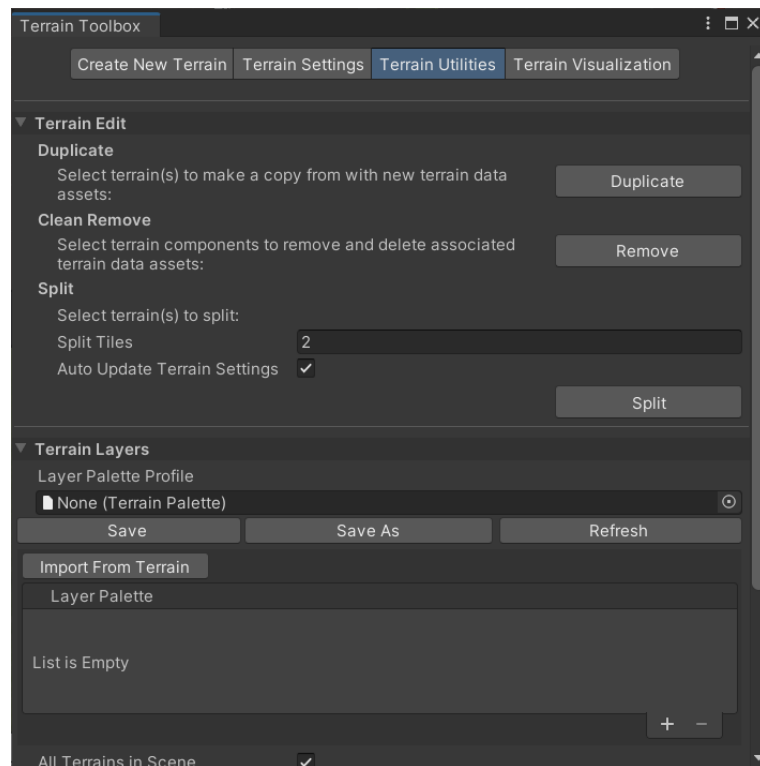 Terrain Toolbox
Create New Terrain Terrain Settings Terrain Utilities Terrain Visualization
Terrain Edit
Duplicate
Select terrain(s) to make a copy from with new terrain data
assets:
Duplicate
Clean Remove
Select terrain components to remove and delete associated
terrain data assets:
Remove
Split
Select terrain(s) to split:
Split Tiles 2
Auto Update Terrain Settings
Split
Terrain Layers
Layer Palette Profile
None (Terrain Palette)
Save Save As Refresh
Import From Terrain
Layer Palette
List is Empty
+ −
All Terrains in Scene